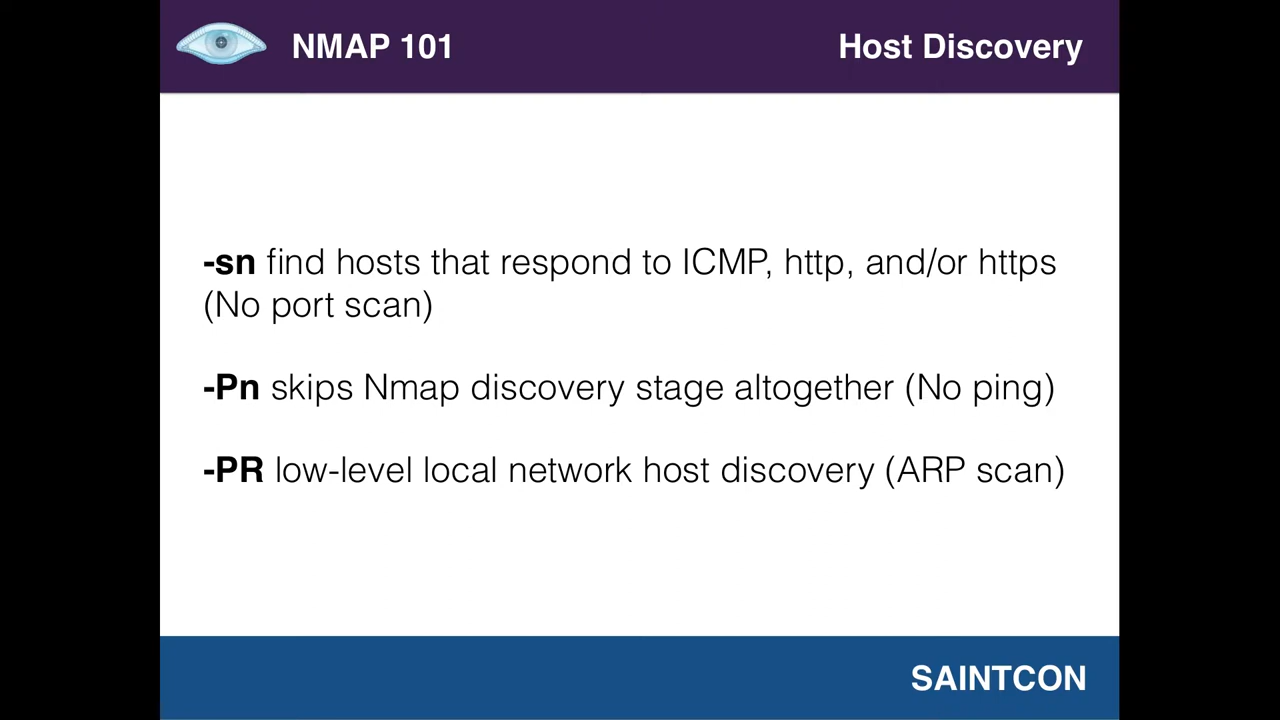 NMAP 101
Host Discovery
-sn find hosts that respond to ICMP, http, and/or https
(No port scan)
-Pn skips Nmap discovery stage altogether (No ping)
-PR low-level local network host discovery (ARP scan)
SAINTCON